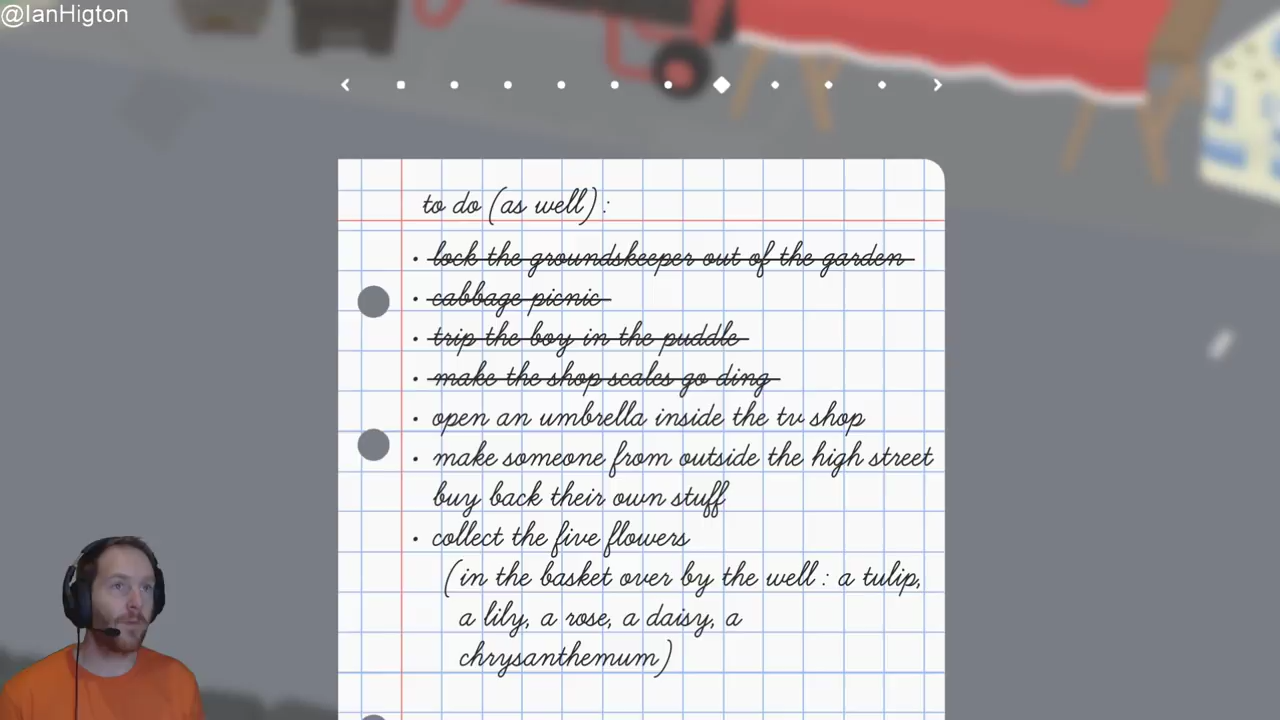 @IanHigton
to do (as well) :
• lock the groundskeeper out of the garden
• cabbage picnic
• trip the boy in the puddle
• make the shop scales go ding
• open an umbrella inside the tv shop
• make someone from outside the high street
buy back their own stuff
• collect the five flowers
(in the basket over by the well : a tulip,
a lily, a rose, a daisy, a
chrysanthemum)